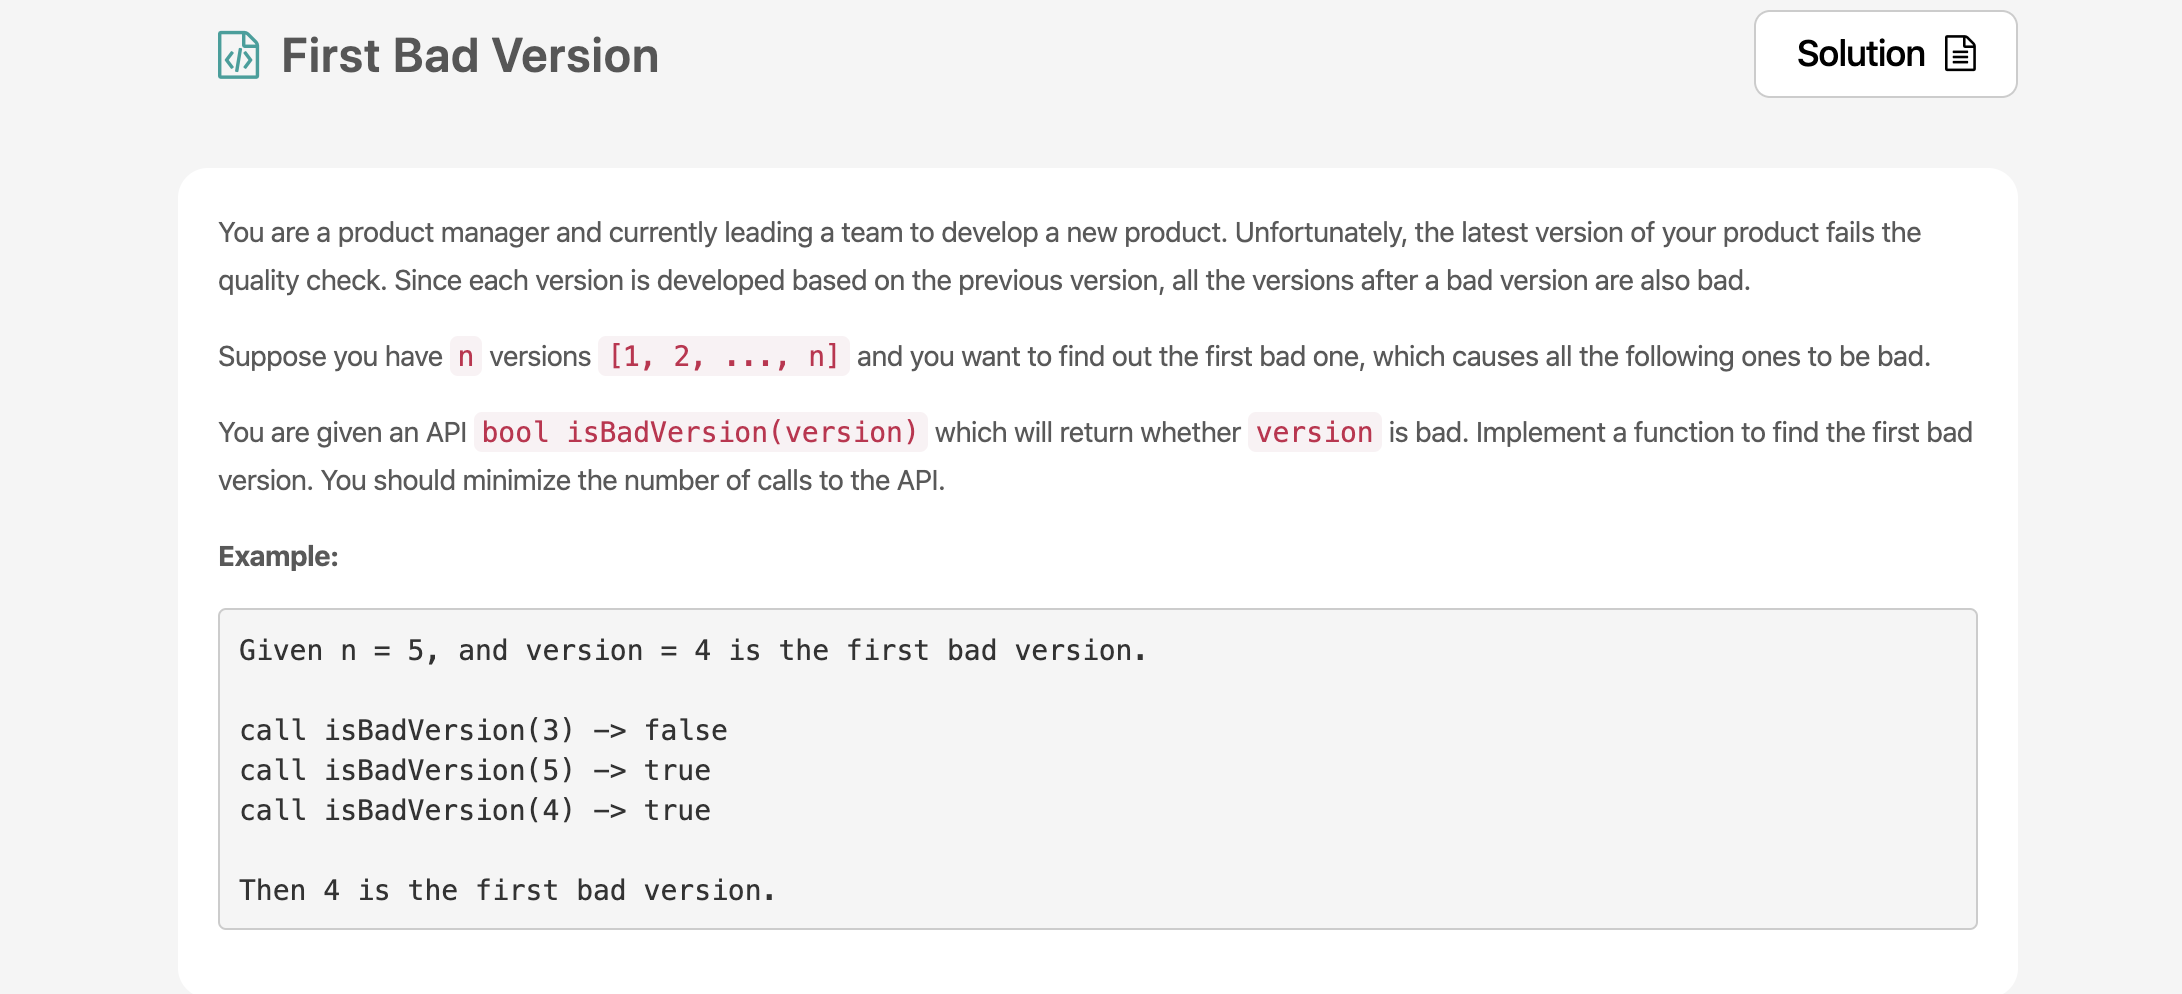 First Bad Version
Solution
You are a product manager and currently leading a team to develop a new product. Unfortunately, the latest version of your product fails the
quality check. Since each version is developed based on the previous version, all the versions after a bad version are also bad.
Suppose you have n versions [1, 2, ..., n] and you want to find out the first bad one, which causes all the following ones to be bad.
You are given an API bool isBadVersion(version) which will return whether version is bad. Implement a function to find the first bad
version. You should minimize the number of calls to the API.
Example:
Given n = 5, and version = 4 is the first bad version.
call isBadVersion(3) -> false
call isBadVersion(5) -> true
call isBadVersion(4) -> true
Then 4 is the first bad version.